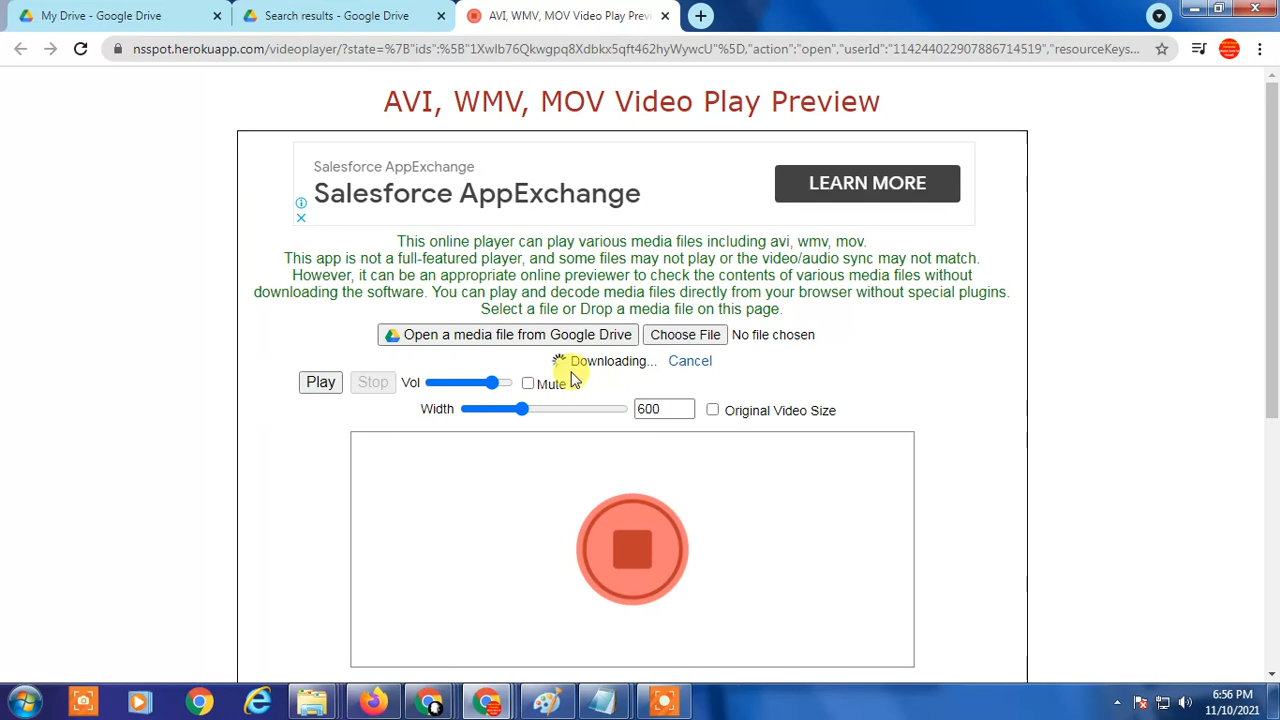 My Drive - Google Drive
Search results - Google Drive
AVI, WMV, MOV Video Play Previ
nsspot.herokuapp.com/videoplayer/?state=%7B"ids":%5B"1Xwlb76Qkwgpq8Xdbkx5qft462hyWywcU"%5D,"action":"open","userId":"114244022907886714519","resourceKeys...
AVI, WMV, MOV Video Play Preview
Salesforce AppExchange
Salesforce AppExchange
LEARN MORE
This online player can play various media files including avi, wmv, mov.
This app is not a full-featured player, and some files may not play or the video/audio sync may not match.
However, it can be an appropriate online previewer to check the contents of various media files without
downloading the software. You can play and decode media files directly from your browser without special plugins.
Select a file or Drop a media file on this page.
Open a media file from Google Drive Choose File No file chosen
Downloading... Cancel
Play Stop Vol Mute
Width 600 Original Video Size
6:56 PM
11/10/2021